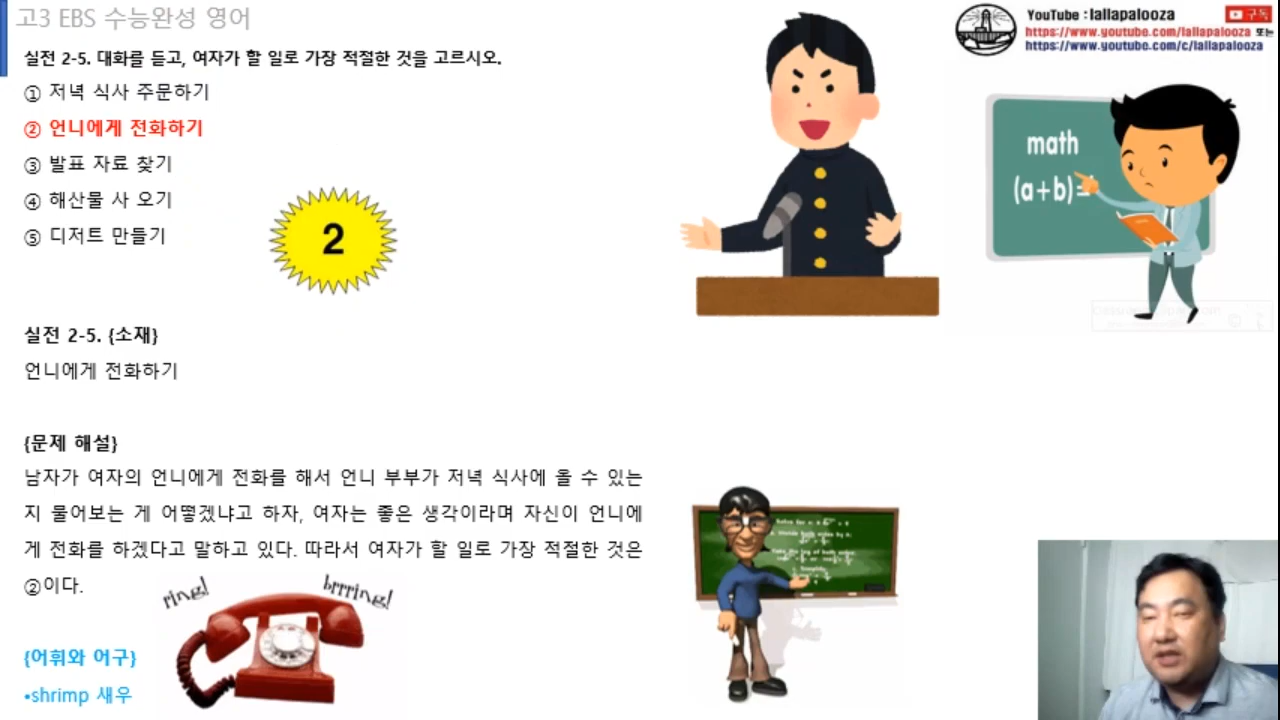 고3 EBS 수능완성 영어
YouTube : lallapalooza
구독
https://www.youtube.com/lallapalooza 또는
https://www.youtube.com/c/lallapalooza
실전 2-5. 대화를 듣고, 여자가 할 일로 가장 적절한 것을 고르시오.
① 저녁 식사 주문하기
② 언니에게 전화하기
③ 발표 자료 찾기
④ 해산물 사 오기
⑤ 디저트 만들기
2
math
(a+b)=
실전 2-5. {소재}
언니에게 전화하기
{문제 해설}
남자가 여자의 언니에게 전화를 해서 언니 부부가 저녁 식사에 올 수 있는
지 물어보는 게 어떻겠냐고 하자, 여자는 좋은 생각이라며 자신이 언니에
게 전화를 하겠다고 말하고 있다. 따라서 여자가 할 일로 가장 적절한 것은
②이다.
ring!
brrring!
{어휘와 어구}
•shrimp 새우